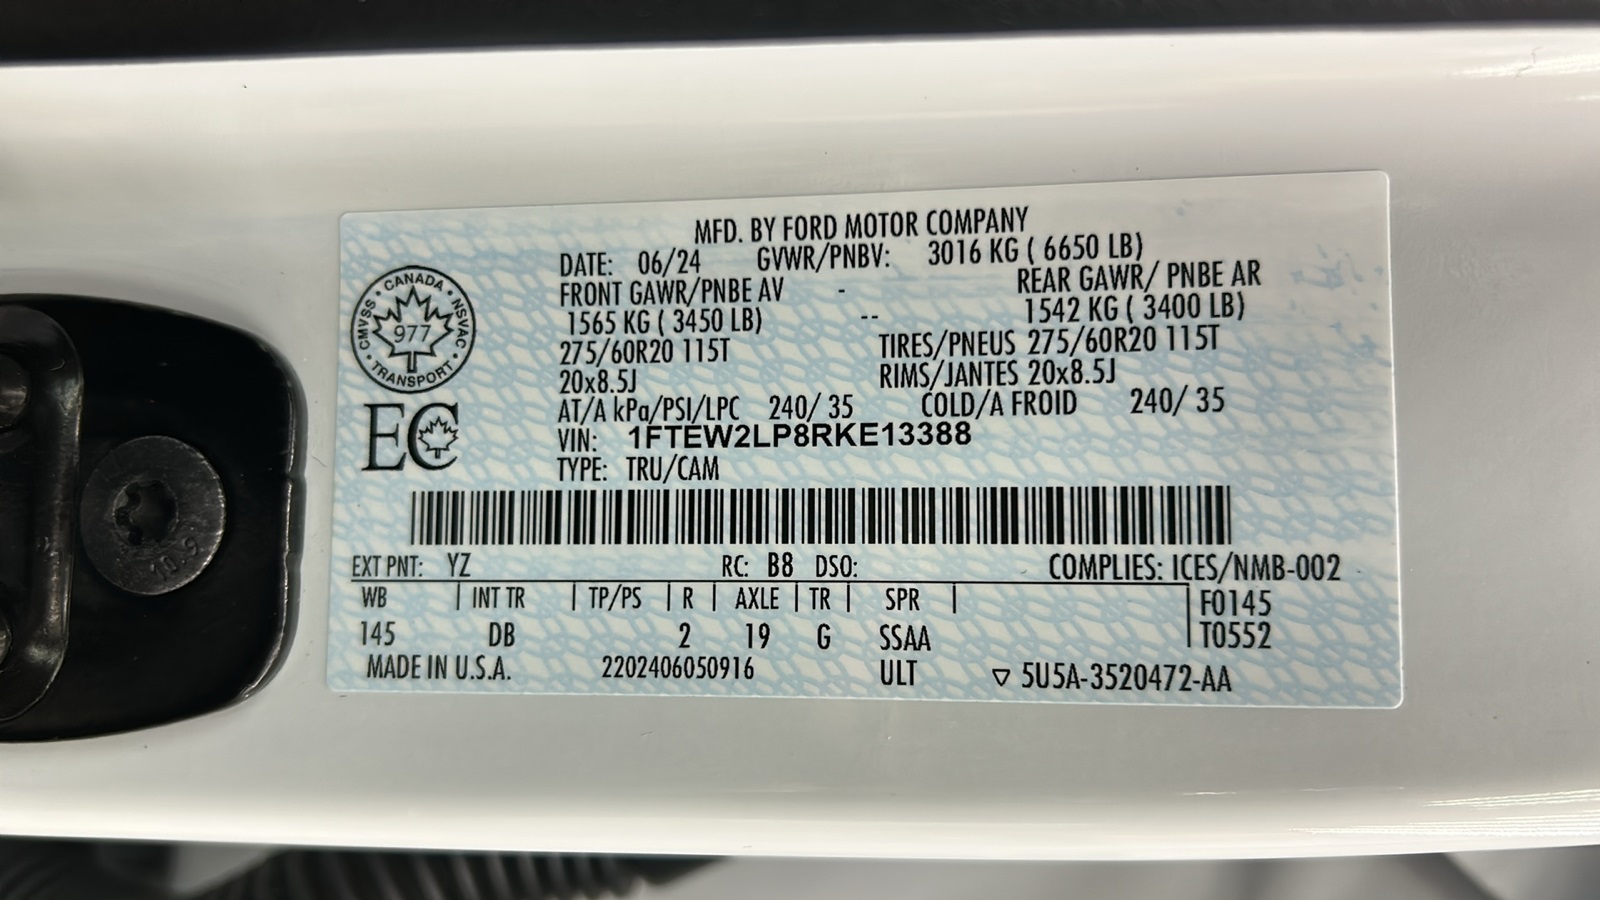 MFD. BY FORD MOTOR COMPANY
DATE: 06/24 GVWR/PNBV: 3016 KG ( 6650 LB)
FRONT GAWR/PNBE AV - REAR GAWR/ PNBE AR
1565 KG ( 3450 LB) -- 1542 KG ( 3400 LB)
275/60R20 115T TIRES/PNEUS 275/60R20 115T
20x8.5J RIMS/JANTES 20x8.5J
AT/A kPa/PSI/LPC 240/ 35 COLD/A FROID 240/ 35
VIN: 1FTEW2LP8RKE13388
TYPE: TRU/CAM
CANADA
CMVSS NSVAC
977
TRANSPORT
EC
EXT PNT: YZ RC: B8 DSO: COMPLIES: ICES/NMB-002
WB | INT TR | TP/PS | R | AXLE | TR | SPR | F0145
145 DB 2 19 G SSAA T0552
MADE IN U.S.A. 2202406050916 ULT ▽ 5U5A-3520472-AA
10.9